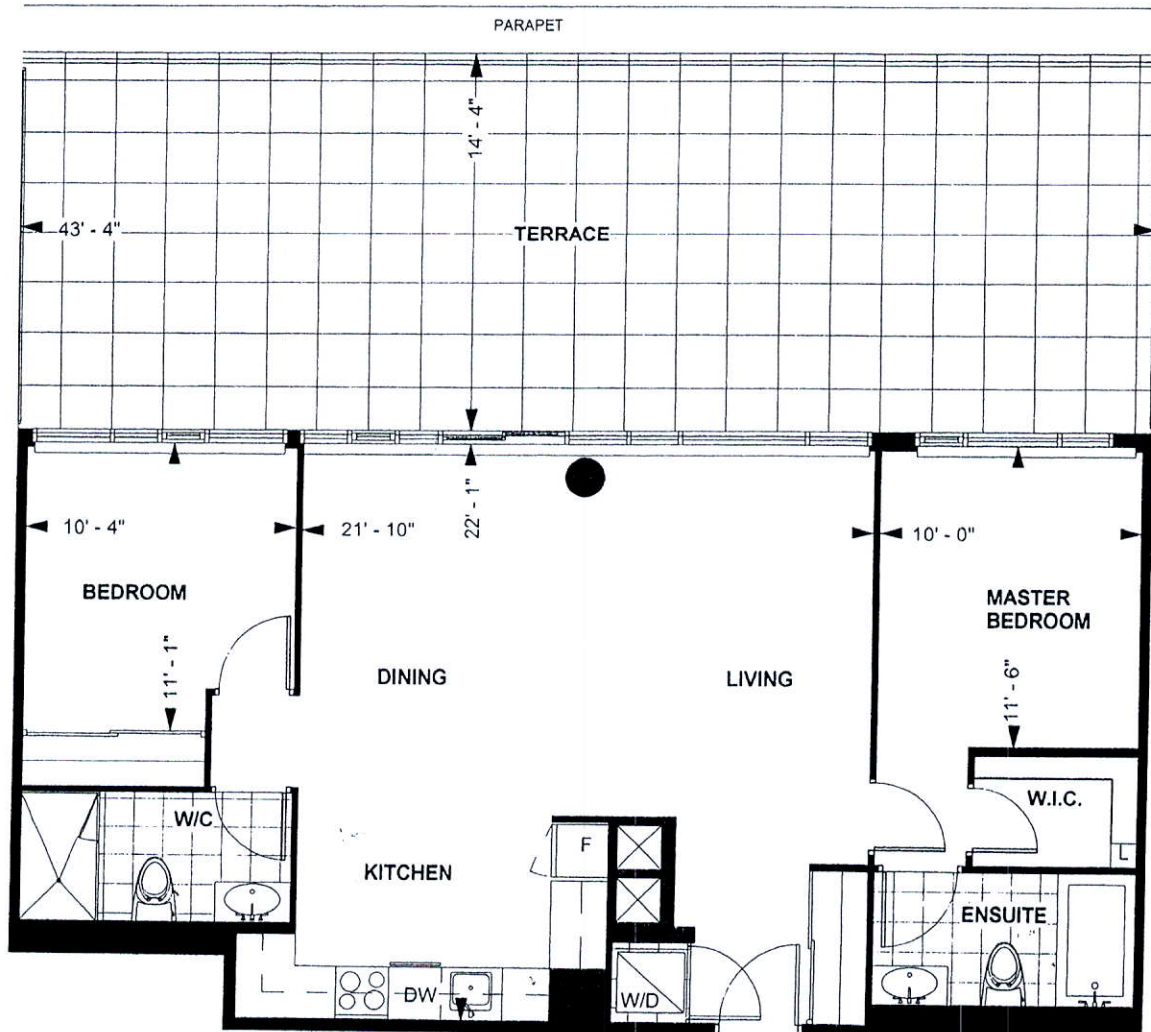 PARAPET
14' - 4"
43' - 4"
TERRACE
10' - 4"
21' - 10"
22' - 1"
10' - 0"
BEDROOM
MASTER
BEDROOM
11' - 1"
DINING
LIVING
11' - 6"
W/C
W.I.C.
F
L
KITCHEN
ENSUITE
DW
W/D